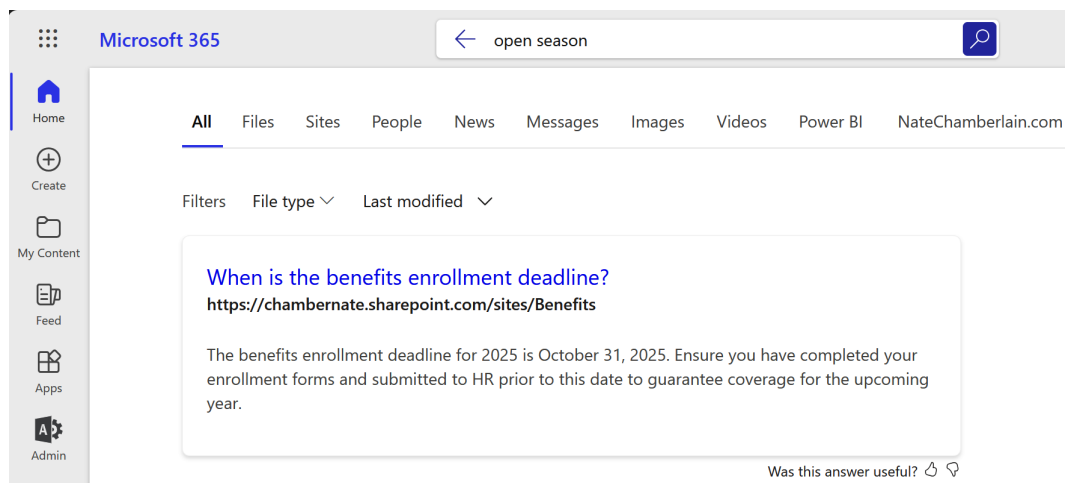 Microsoft 365
open season
Home
Create
My Content
Feed
Apps
Admin
All Files Sites People News Messages Images Videos Power BI NateChamberlain.com
Filters File type Last modified
When is the benefits enrollment deadline?
https://chambernate.sharepoint.com/sites/Benefits
The benefits enrollment deadline for 2025 is October 31, 2025. Ensure you have completed your
enrollment forms and submitted to HR prior to this date to guarantee coverage for the upcoming
year.
Was this answer useful?